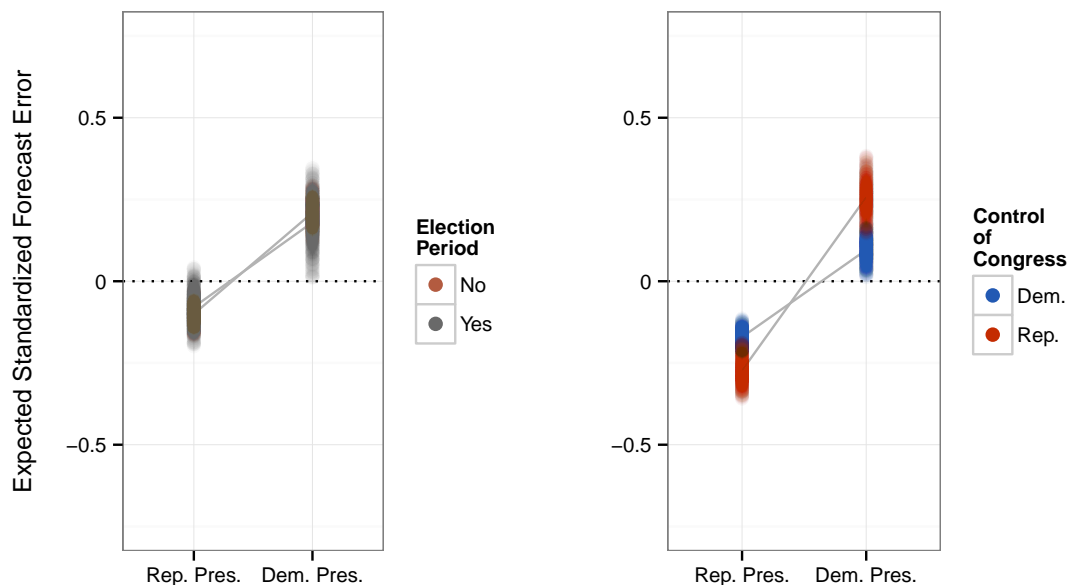 Expected Standardized Forecast Error
0.5
0
−0.5
Rep. Pres.
Dem. Pres.
Election
Period
No
Yes
0.5
0
−0.5
Rep. Pres.
Dem. Pres.
Control
of
Congress
Dem.
Rep.